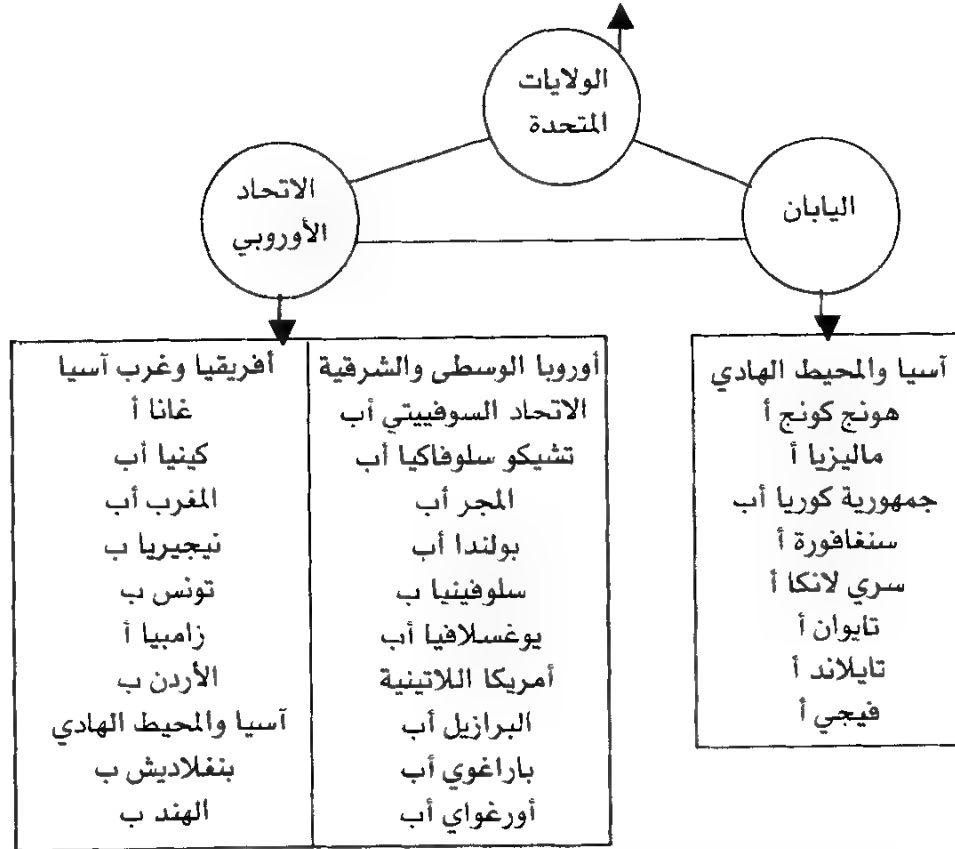 الولايات
المتحدة
اليابان
الاتحاد
الأوروبي
آسيا والمحيط الهادي
هونج كونج أ
ماليزيا أ
جمهورية كوريا أب
سنغافورة أ
سري لانكا أ
تايوان أ
تايلاند أ
فيجي أ
أوروبا الوسطى والشرقية
الاتحاد السوفييتي أب
تشيكو سلوفاكيا أب
المجر أب
بولندا أب
سلوفينيا ب
يوغسلافيا أب
أمريكا اللاتينية
البرازيل أب
باراغوي أب
أورغواي أب
أفريقيا وغرب آسيا
غانا أ
كينيا أب
المغرب أب
نيجيريا ب
تونس ب
زامبيا أ
الأردن ب
آسيا والمحيط الهادي
بنغلاديش ب
الهند ب